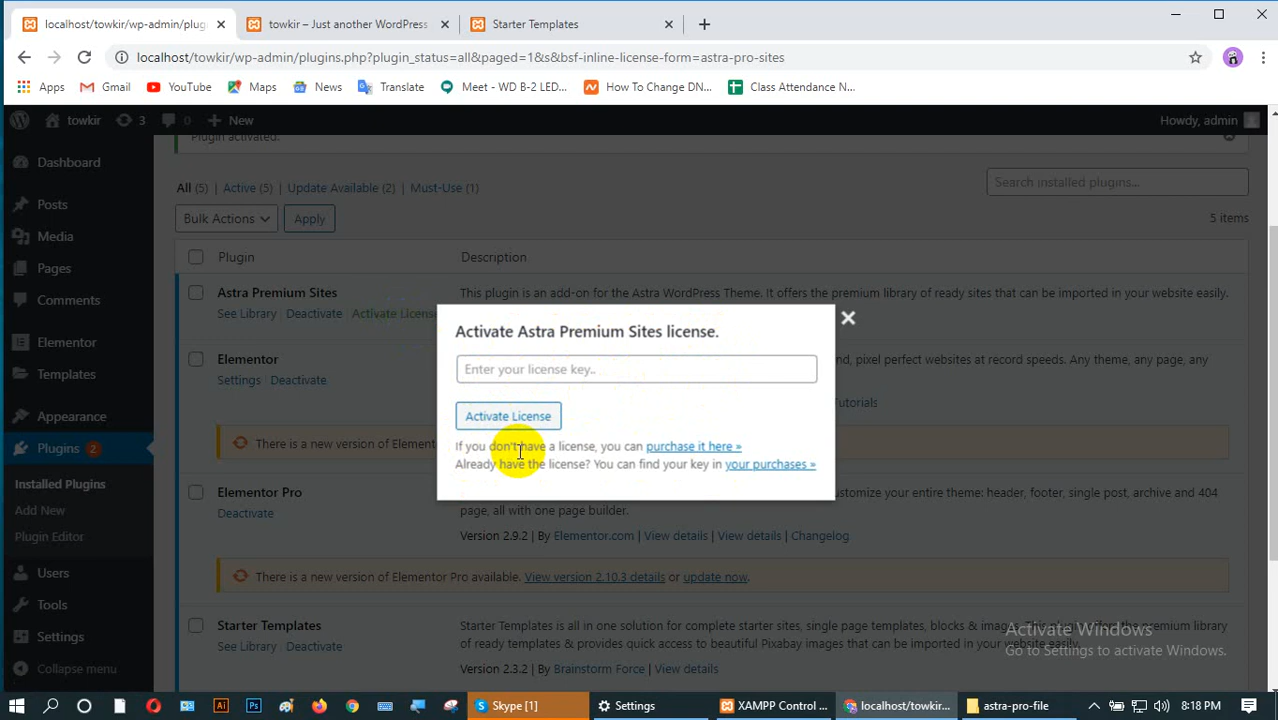 localhost/towkir/wp-admin/plugi
towkir – Just another WordPress
Starter Templates
localhost/towkir/wp-admin/plugins.php?plugin_status=all&paged=1&s&bsf-inline-license-form=astra-pro-sites
Apps
Gmail
YouTube
Maps
News
Translate
Meet - WD B-2 LED...
How To Change DN...
Class Attendance N...
towkir
3
0
New
Howdy, admin
Plugin activated.
Dashboard
Posts
Media
Pages
Comments
Elementor
Templates
Appearance
Plugins 2
Installed Plugins
Add New
Plugin Editor
Users
Tools
Settings
Collapse menu
All (5) | Active (5) | Update Available (2) | Must-Use (1)
Search installed plugins...
Bulk Actions
Apply
5 items
Plugin
Description
Astra Premium Sites
This plugin is an add-on for the Astra WordPress Theme. It offers the premium library of ready sites that can be imported in your website easily.
See Library | Deactivate | Activate License
Activate Astra Premium Sites license.
Enter your license key..
Activate License
If you don't have a license, you can purchase it here »
Already have the license? You can find your key in your purchases »
Elementor
nd, pixel perfect websites at record speeds. Any theme, any page, any
Settings | Deactivate
utorials
There is a new version of Element
Elementor Pro
customize your entire theme: header, footer, single post, archive and 404
Deactivate
page, all with one page builder.
Version 2.9.2 | By Elementor.com | View details | View details | Changelog
There is a new version of Elementor Pro available. View version 2.10.3 details or update now.
Starter Templates
Starter Templates is all in one solution for complete starter sites, single page templates, blocks & images. This plugin offers the premium library
See Library | Deactivate
of ready templates & provides quick access to beautiful Pixabay images that can be imported in your website easily.
Version 2.3.2 | By Brainstorm Force | View details
Activate Windows
Go to Settings to activate Windows.
Skype [1]
Settings
XAMPP Control ...
localhost/towkir...
astra-pro-file
8:18 PM